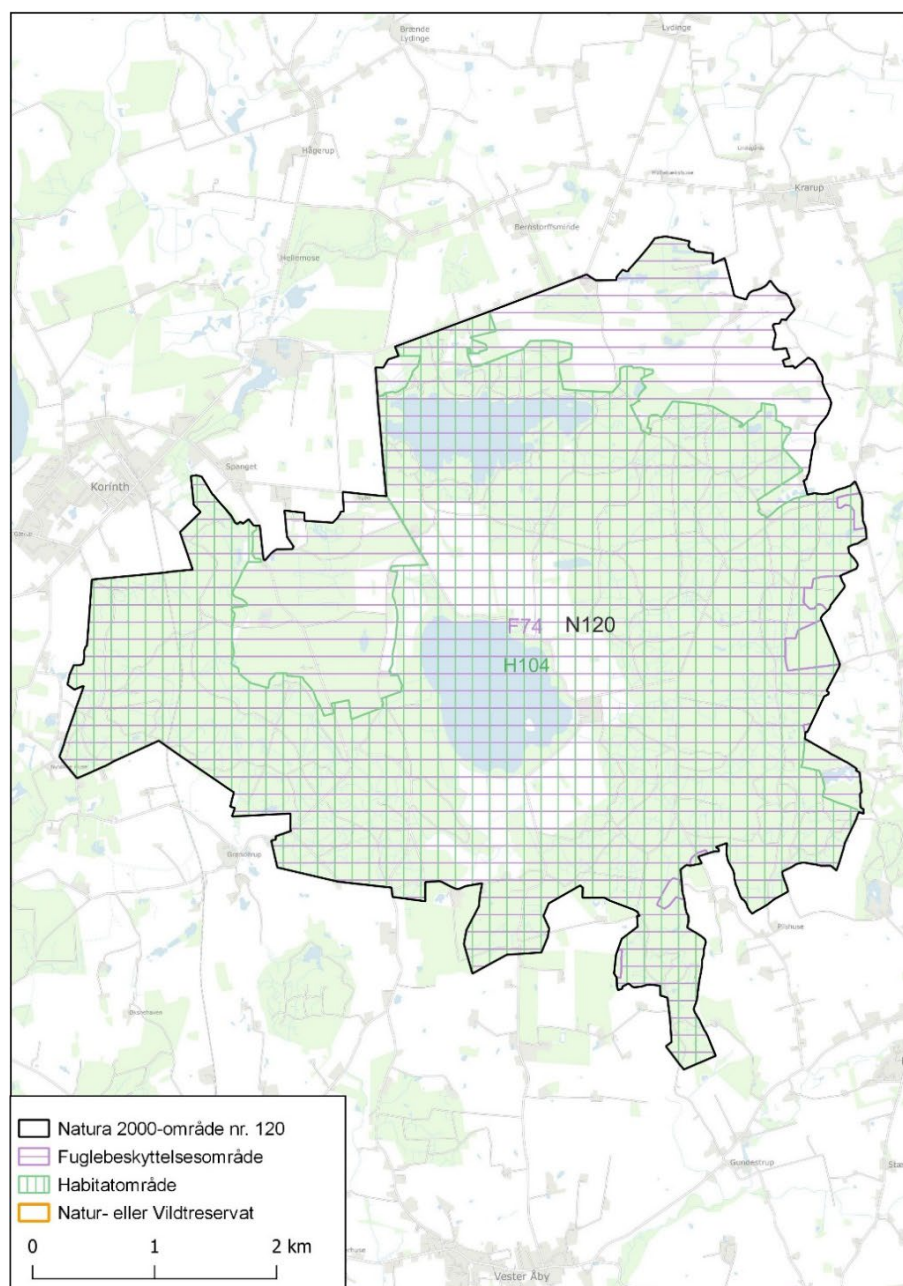 Brænde
Lydinge
Lydinge
Hågerup
Krarup
Bernstorffsminde
Hellemose
Spanget
Korinth
F74
N120
H104
Pilshuse
Gundestrup
Vester Åby
Natura 2000-område nr. 120
Fuglebeskyttelsesområde
Habitatområde
Natur- eller Vildtreservat
0
1
2 km